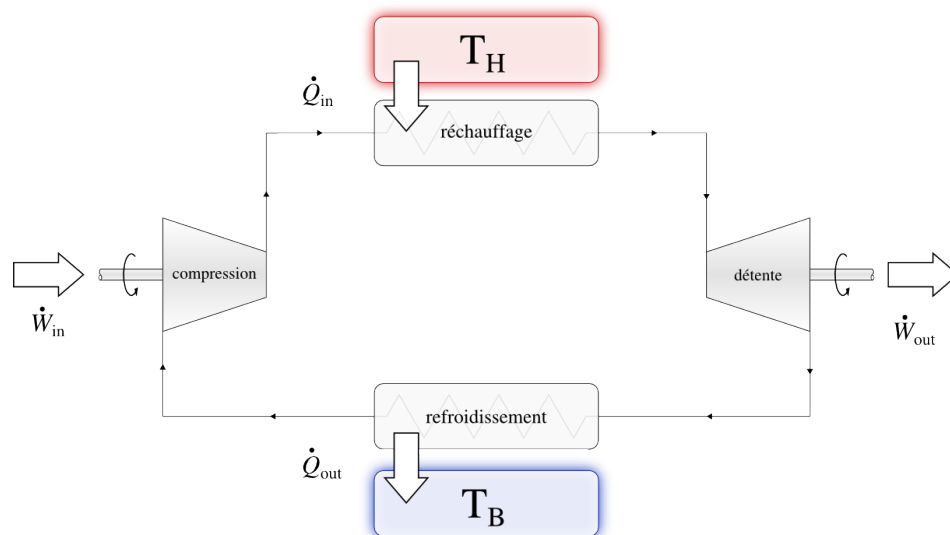 T_H
Q̇_in
réchauffage
compression
détente
Ẇ_in
Ẇ_out
refroidissement
Q̇_out
T_B